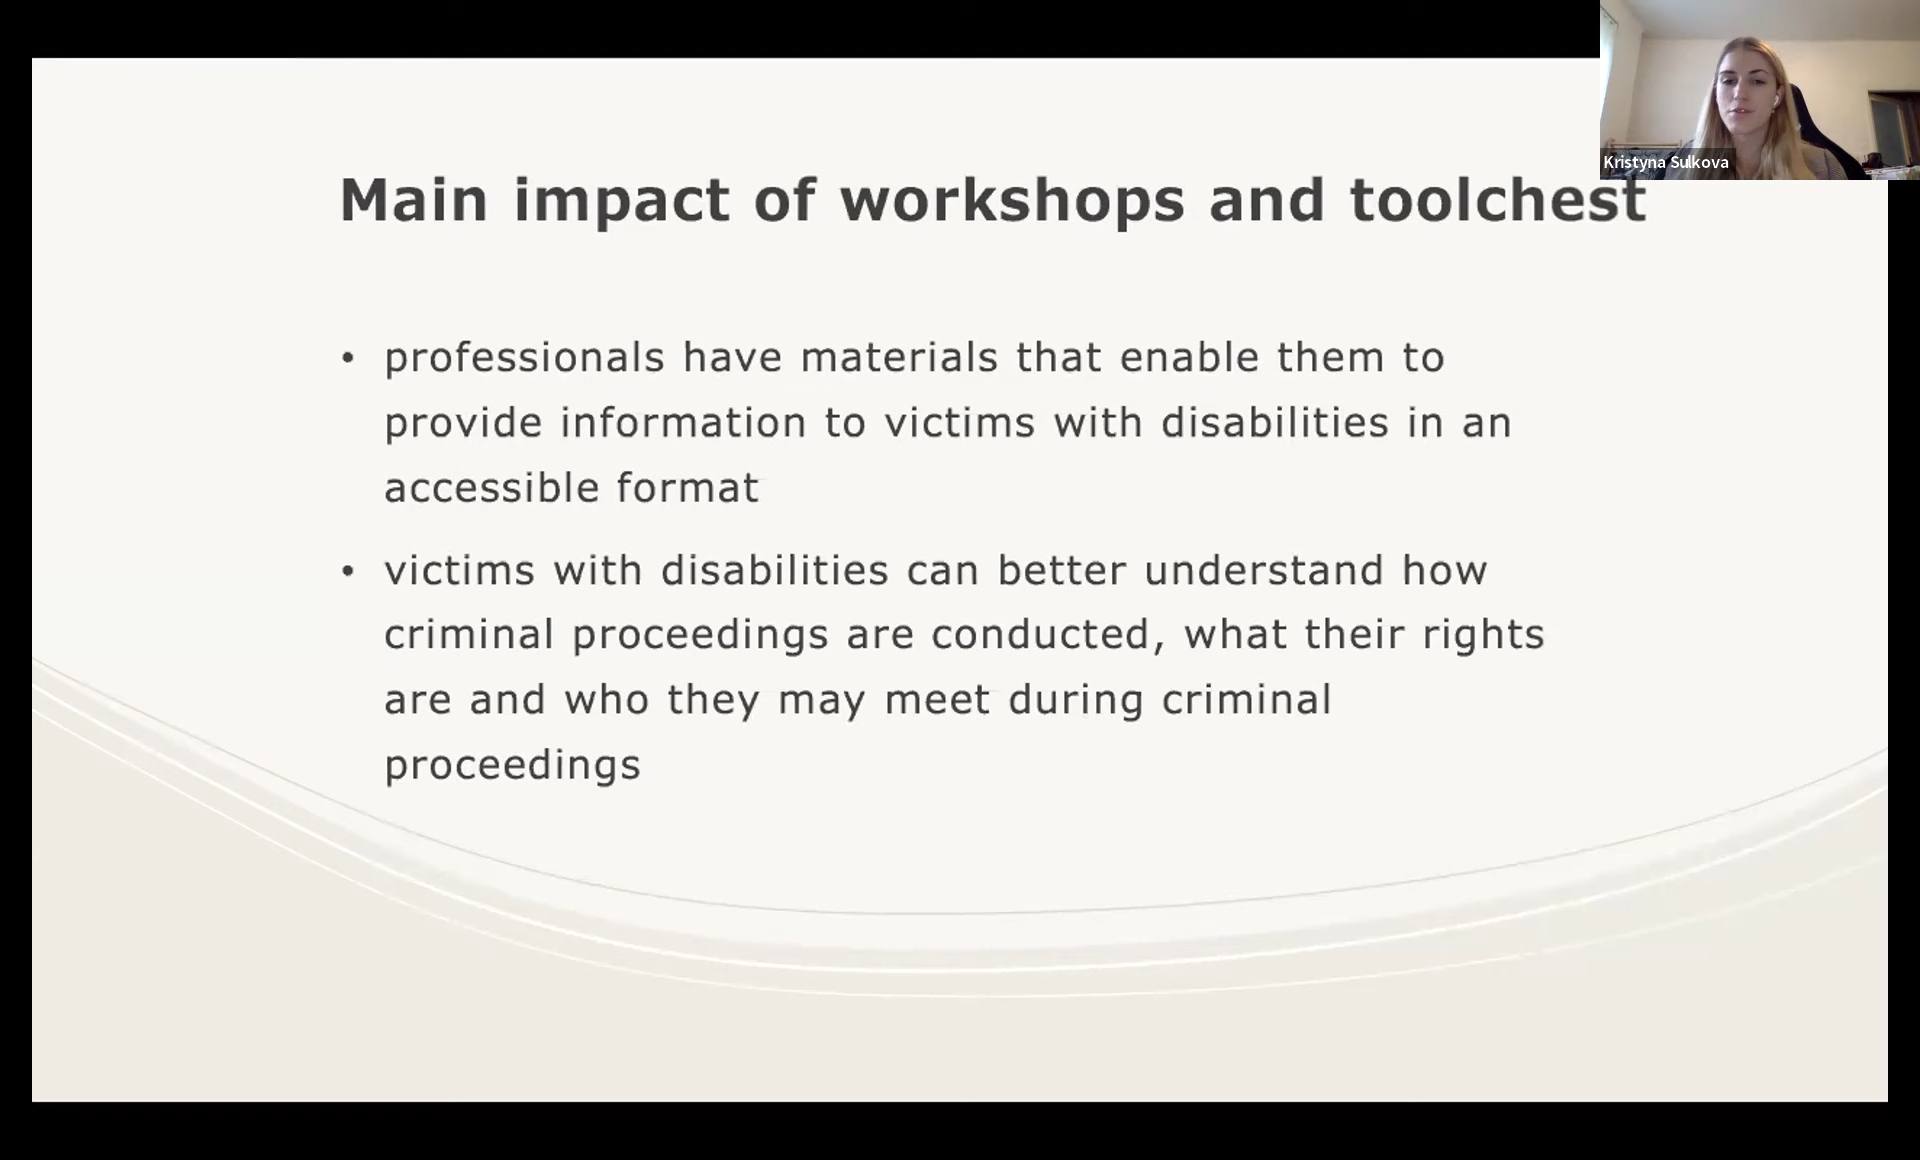 Kristyna Sulkova
Main impact of workshops and toolchest
• professionals have materials that enable them to
provide information to victims with disabilities in an
accessible format
• victims with disabilities can better understand how
criminal proceedings are conducted, what their rights
are and who they may meet during criminal
proceedings